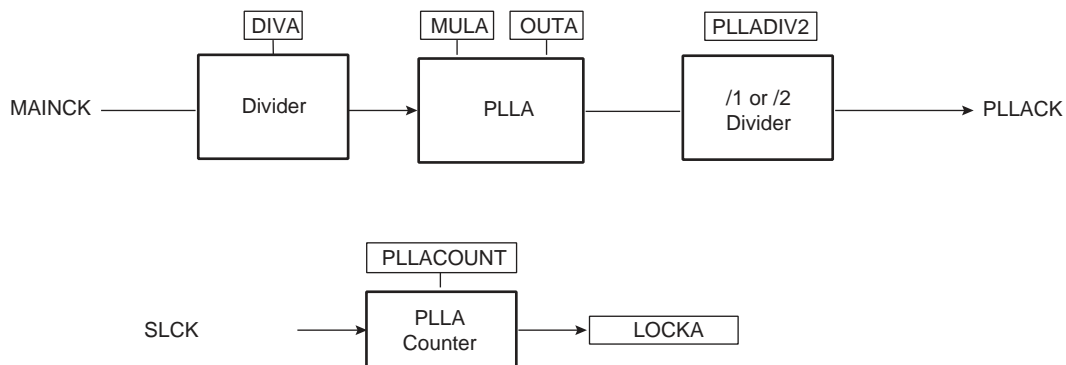 DIVA
MULA
OUTA
PLLADIV2
MAINCK
Divider
PLLA
/1 or /2
Divider
PLLACK
PLLACOUNT
SLCK
PLLA
Counter
LOCKA